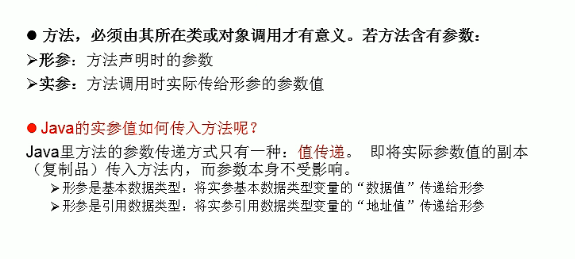 ● 方法，必须由其所在类或对象调用才有意义。若方法含有参数：
➢形参：方法声明时的参数
➢实参：方法调用时实际传给形参的参数值
● Java的实参值如何传入方法呢？
Java里方法的参数传递方式只有一种：值传递。 即将实际参数值的副本
（复制品）传入方法内，而参数本身不受影响。
➢形参是基本数据类型：将实参基本数据类型变量的“数据值”传递给形参
➢形参是引用数据类型：将实参引用数据类型变量的“地址值”传递给形参